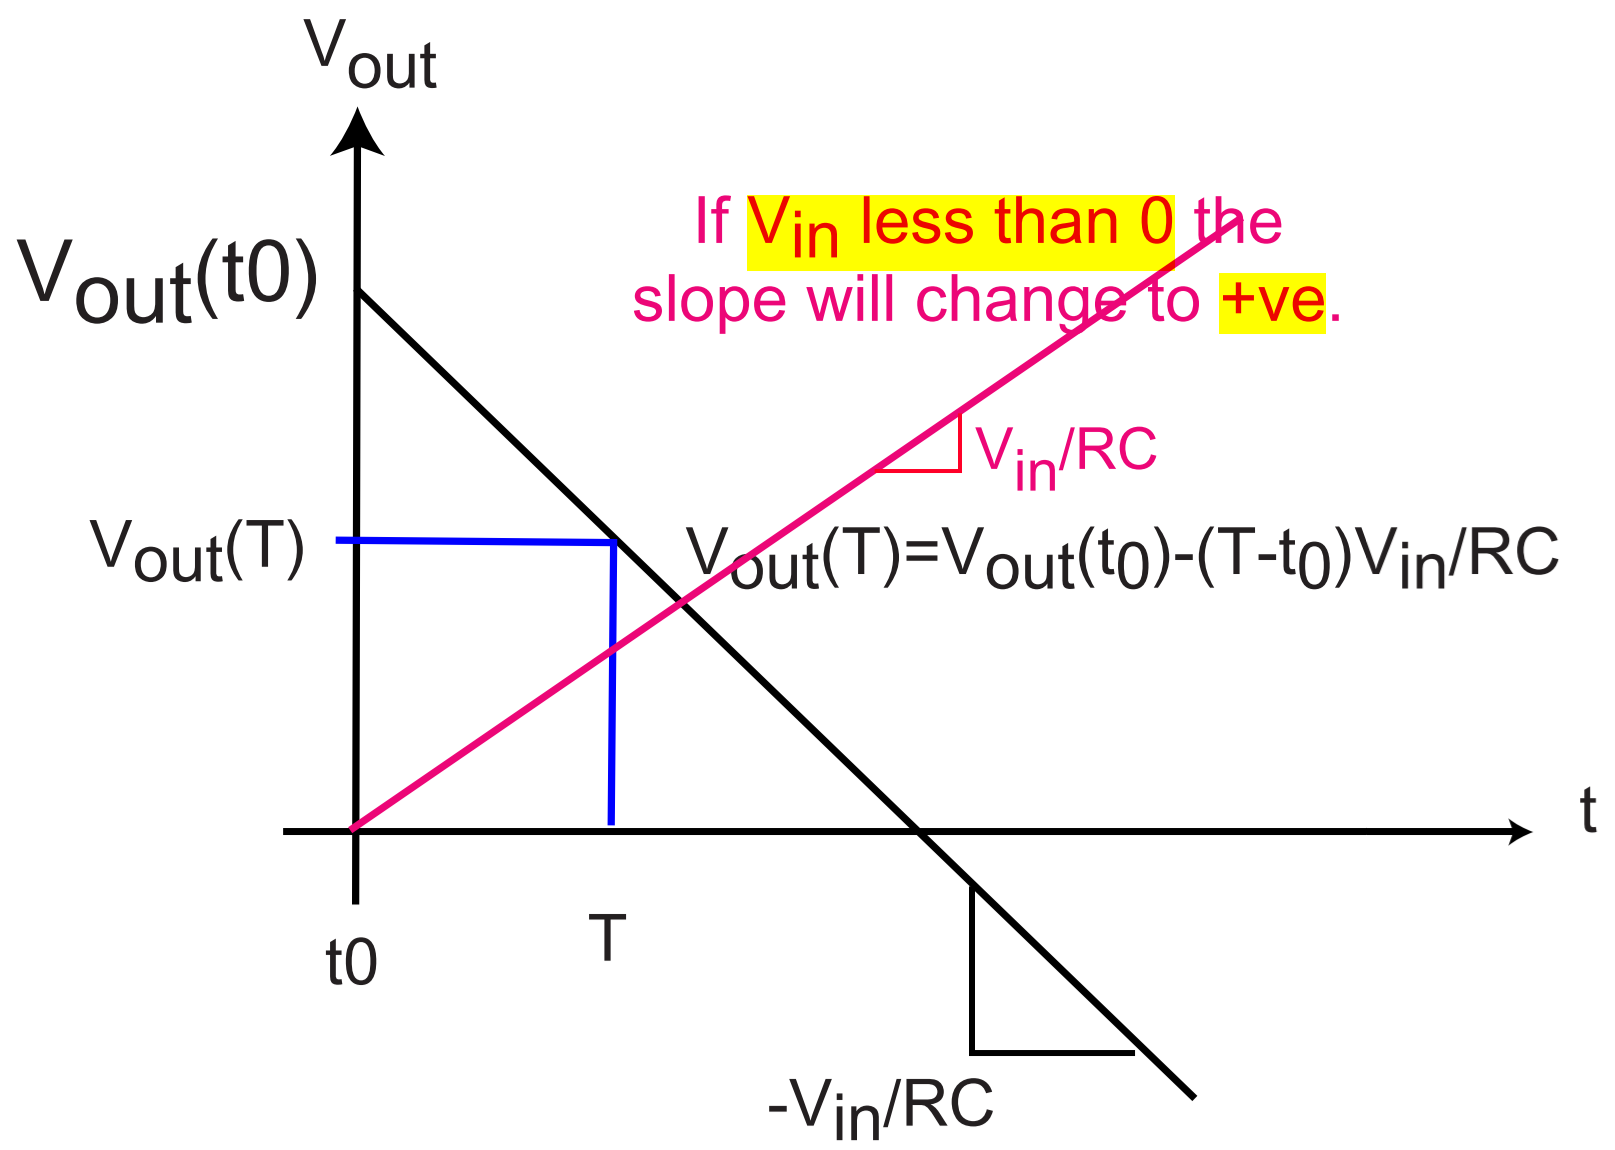 Vout
If Vin less than 0 the
slope will change to +ve.
Vout(t0)
Vin/RC
Vout(T)
Vout(T)=Vout(t0)-(T-t0)Vin/RC
t
T
t0
-Vin/RC